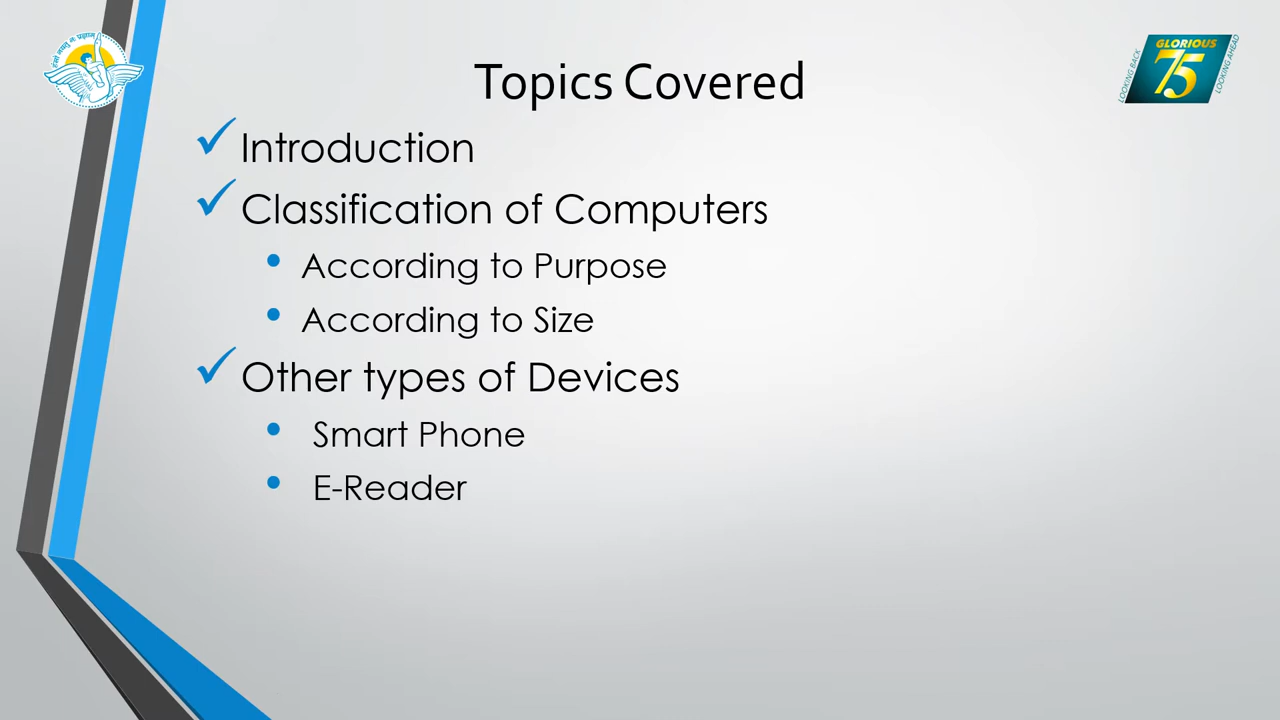 Topics Covered
GLORIOUS
75
LOOKING BACK
LOOKING AHEAD
Introduction
Classification of Computers
According to Purpose
According to Size
Other types of Devices
Smart Phone
E-Reader